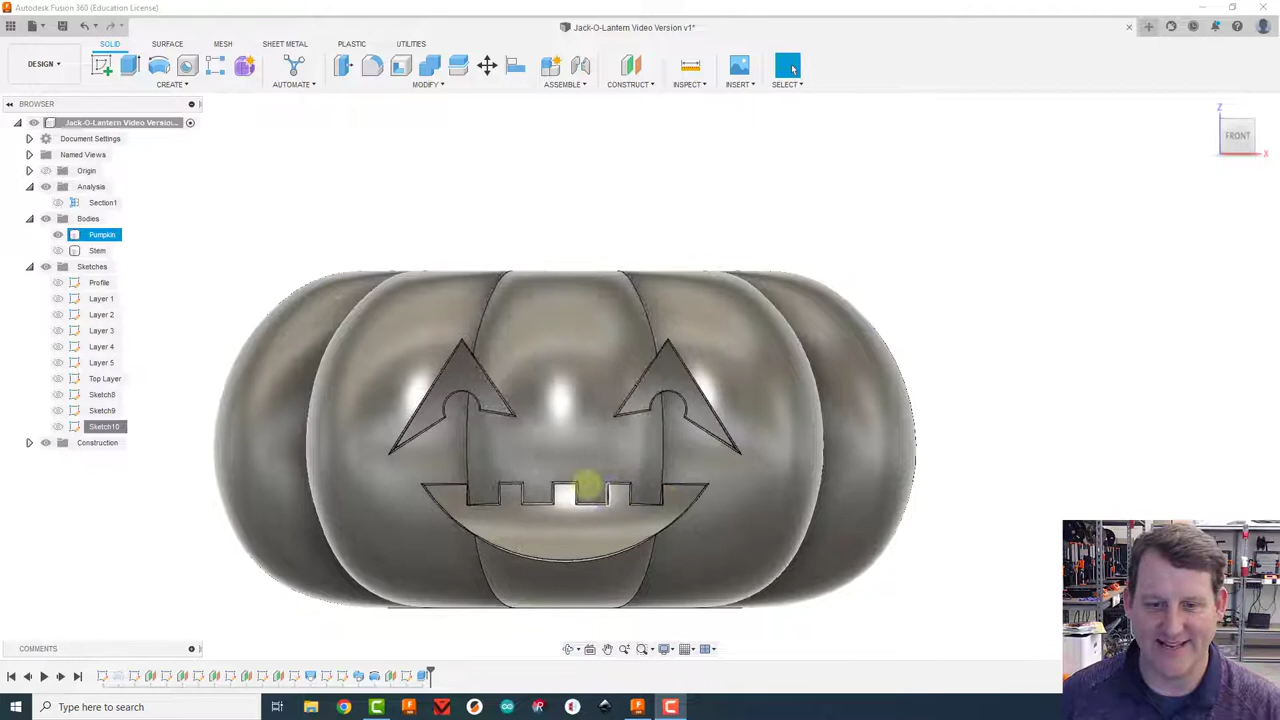 Autodesk Fusion 360 (Education License)
Jack-O-Lantern Video Version v1*
DESIGN
SOLID SURFACE MESH SHEET METAL PLASTIC UTILITIES
CREATE AUTOMATE MODIFY ASSEMBLE CONSTRUCT INSPECT INSERT SELECT
BROWSER
Jack-O-Lantern Video Versio...
Document Settings
Named Views
Origin
Analysis
Section1
Bodies
Pumpkin
Stem
Sketches
Profile
Layer 1
Layer 2
Layer 3
Layer 4
Layer 5
Top Layer
Sketch8
Sketch9
Sketch10
Construction
Z
FRONT
X
COMMENTS
Type here to search